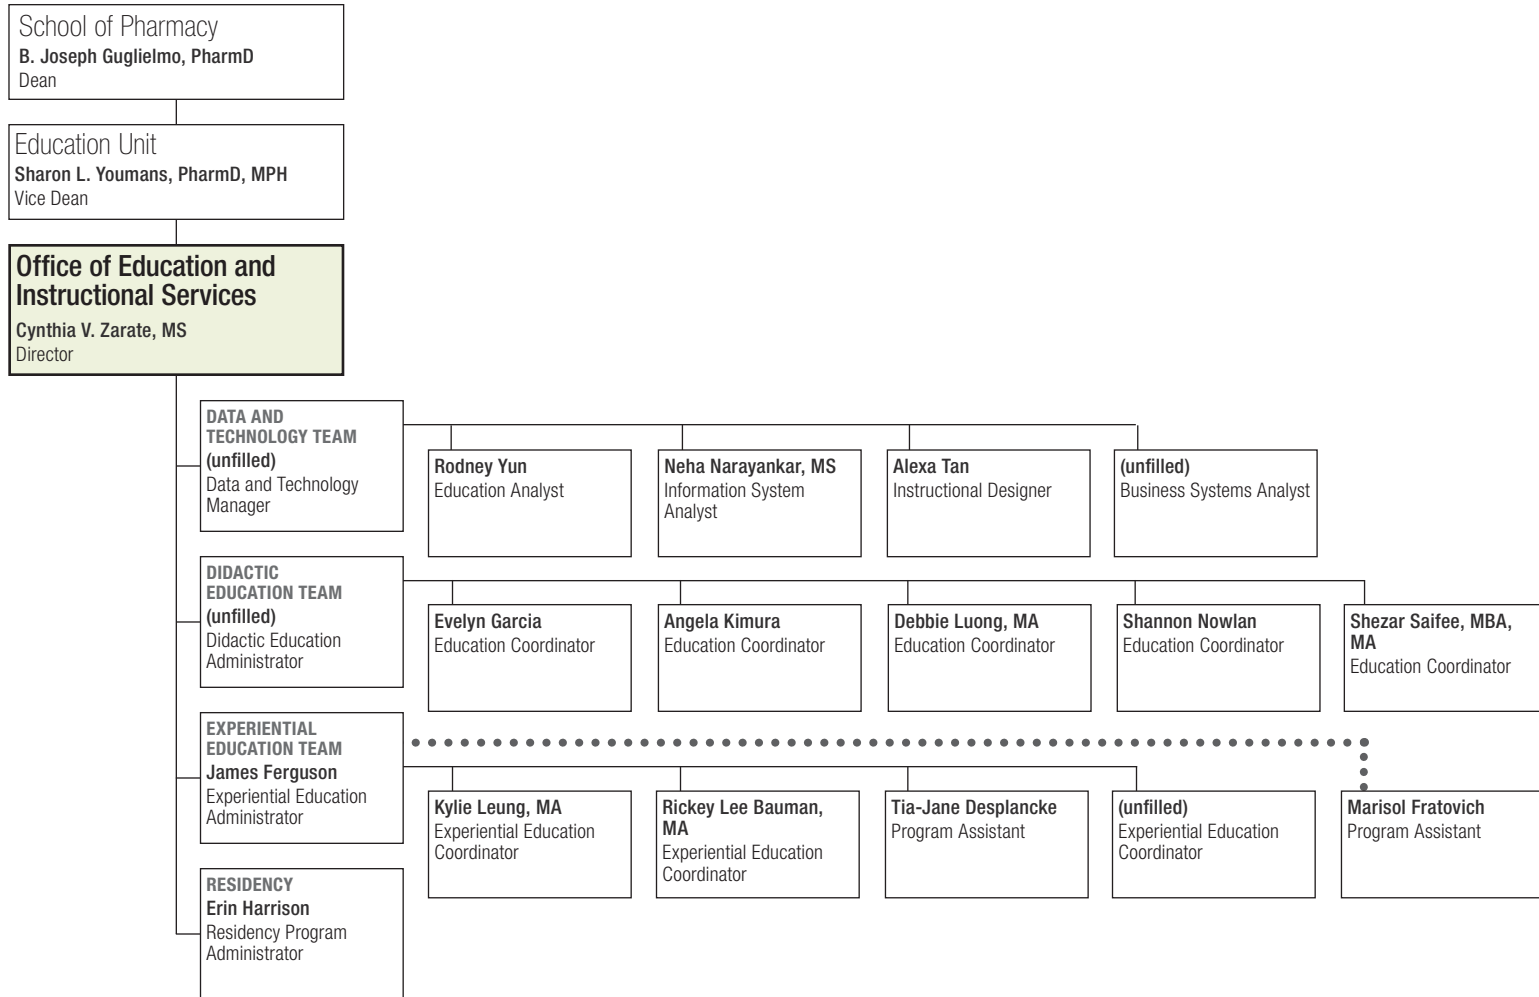 School of Pharmacy
B. Joseph Guglielmo, PharmD
Dean
Education Unit
Sharon L. Youmans, PharmD, MPH
Vice Dean
Office of Education and
Instructional Services
Cynthia V. Zarate, MS
Director
DATA AND
TECHNOLOGY TEAM
(unfilled)
Data and Technology
Manager
Rodney Yun
Education Analyst
Neha Narayankar, MS
Information System
Analyst
Alexa Tan
Instructional Designer
(unfilled)
Business Systems Analyst
DIDACTIC
EDUCATION TEAM
(unfilled)
Didactic Education
Administrator
Evelyn Garcia
Education Coordinator
Angela Kimura
Education Coordinator
Debbie Luong, MA
Education Coordinator
Shannon Nowlan
Education Coordinator
Shezar Saifee, MBA,
MA
Education Coordinator
EXPERIENTIAL
EDUCATION TEAM
James Ferguson
Experiential Education
Administrator
Kylie Leung, MA
Experiential Education
Coordinator
Rickey Lee Bauman,
MA
Experiential Education
Coordinator
Tia-Jane Desplancke
Program Assistant
(unfilled)
Experiential Education
Coordinator
Marisol Fratovich
Program Assistant
RESIDENCY
Erin Harrison
Residency Program
Administrator